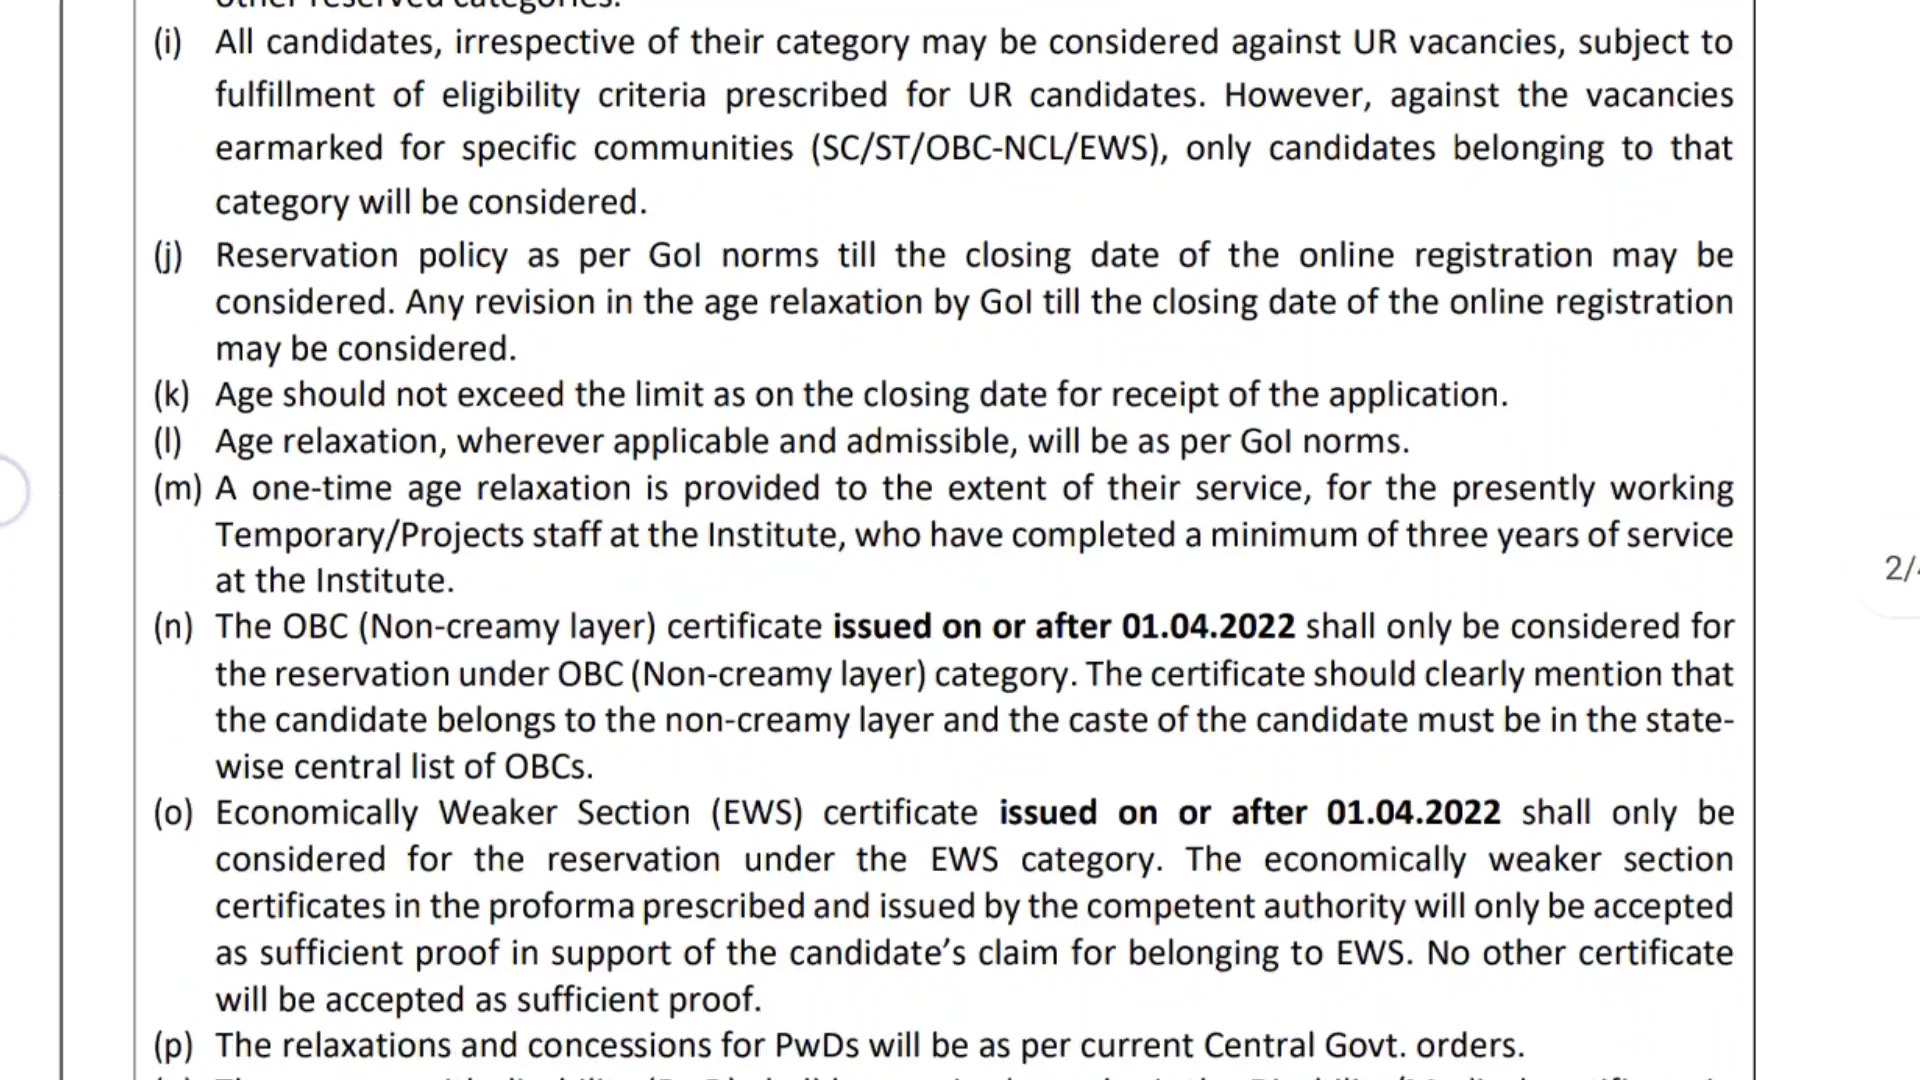 other reserved categories.
(i) All candidates, irrespective of their category may be considered against UR vacancies, subject to
fulfillment of eligibility criteria prescribed for UR candidates. However, against the vacancies
earmarked for specific communities (SC/ST/OBC-NCL/EWS), only candidates belonging to that
category will be considered.
(j) Reservation policy as per GoI norms till the closing date of the online registration may be
considered. Any revision in the age relaxation by GoI till the closing date of the online registration
may be considered.
(k) Age should not exceed the limit as on the closing date for receipt of the application.
(l) Age relaxation, wherever applicable and admissible, will be as per GoI norms.
(m) A one-time age relaxation is provided to the extent of their service, for the presently working
Temporary/Projects staff at the Institute, who have completed a minimum of three years of service
at the Institute.
2/
(n) The OBC (Non-creamy layer) certificate issued on or after 01.04.2022 shall only be considered for
the reservation under OBC (Non-creamy layer) category. The certificate should clearly mention that
the candidate belongs to the non-creamy layer and the caste of the candidate must be in the state-
wise central list of OBCs.
(o) Economically Weaker Section (EWS) certificate issued on or after 01.04.2022 shall only be
considered for the reservation under the EWS category. The economically weaker section
certificates in the proforma prescribed and issued by the competent authority will only be accepted
as sufficient proof in support of the candidate’s claim for belonging to EWS. No other certificate
will be accepted as sufficient proof.
(p) The relaxations and concessions for PwDs will be as per current Central Govt. orders.